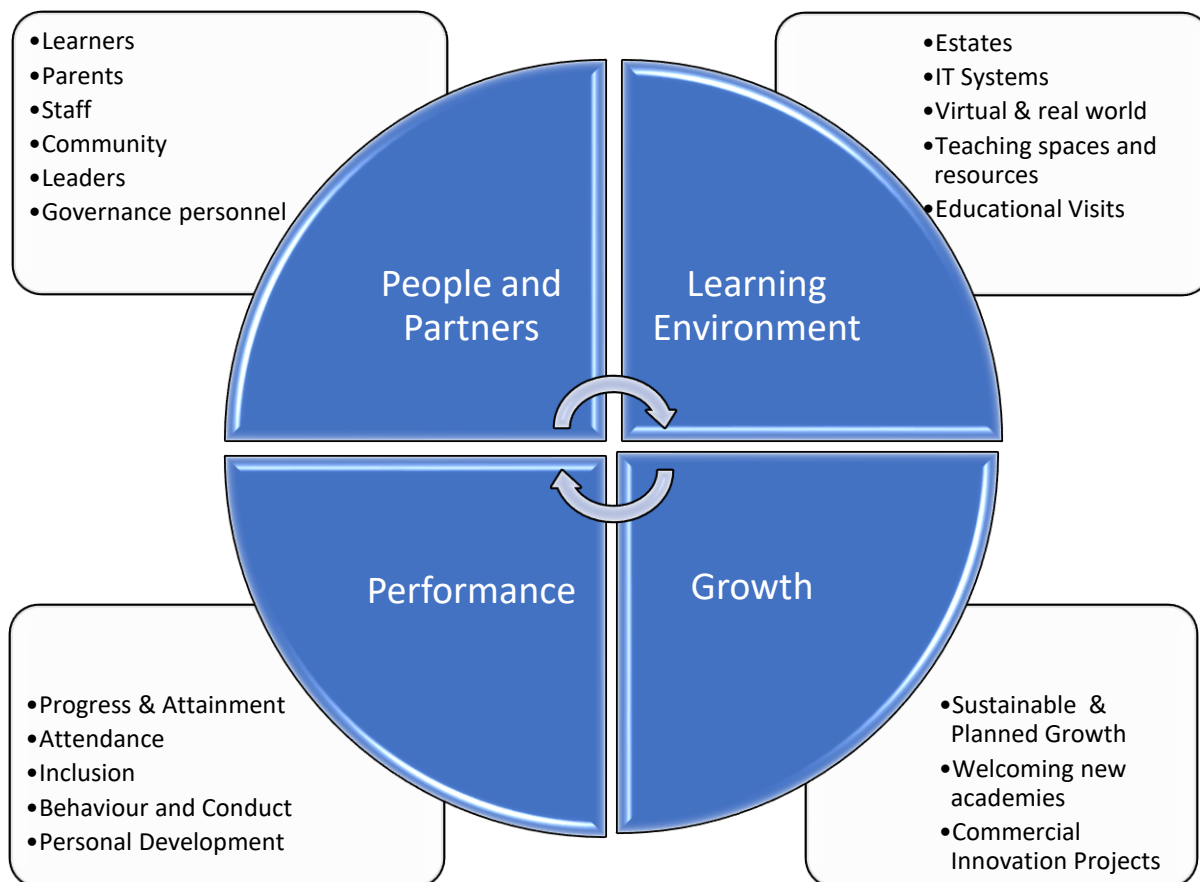 •Learners
•Parents
•Staff
•Community
•Leaders
•Governance personnel
•Estates
•IT Systems
•Virtual & real world
•Teaching spaces and
resources
•Educational Visits
People and
Partners
Learning
Environment
Performance
Growth
•Progress & Attainment
•Attendance
•Inclusion
•Behaviour and Conduct
•Personal Development
•Sustainable &
Planned Growth
•Welcoming new
academies
•Commercial
Innovation Projects